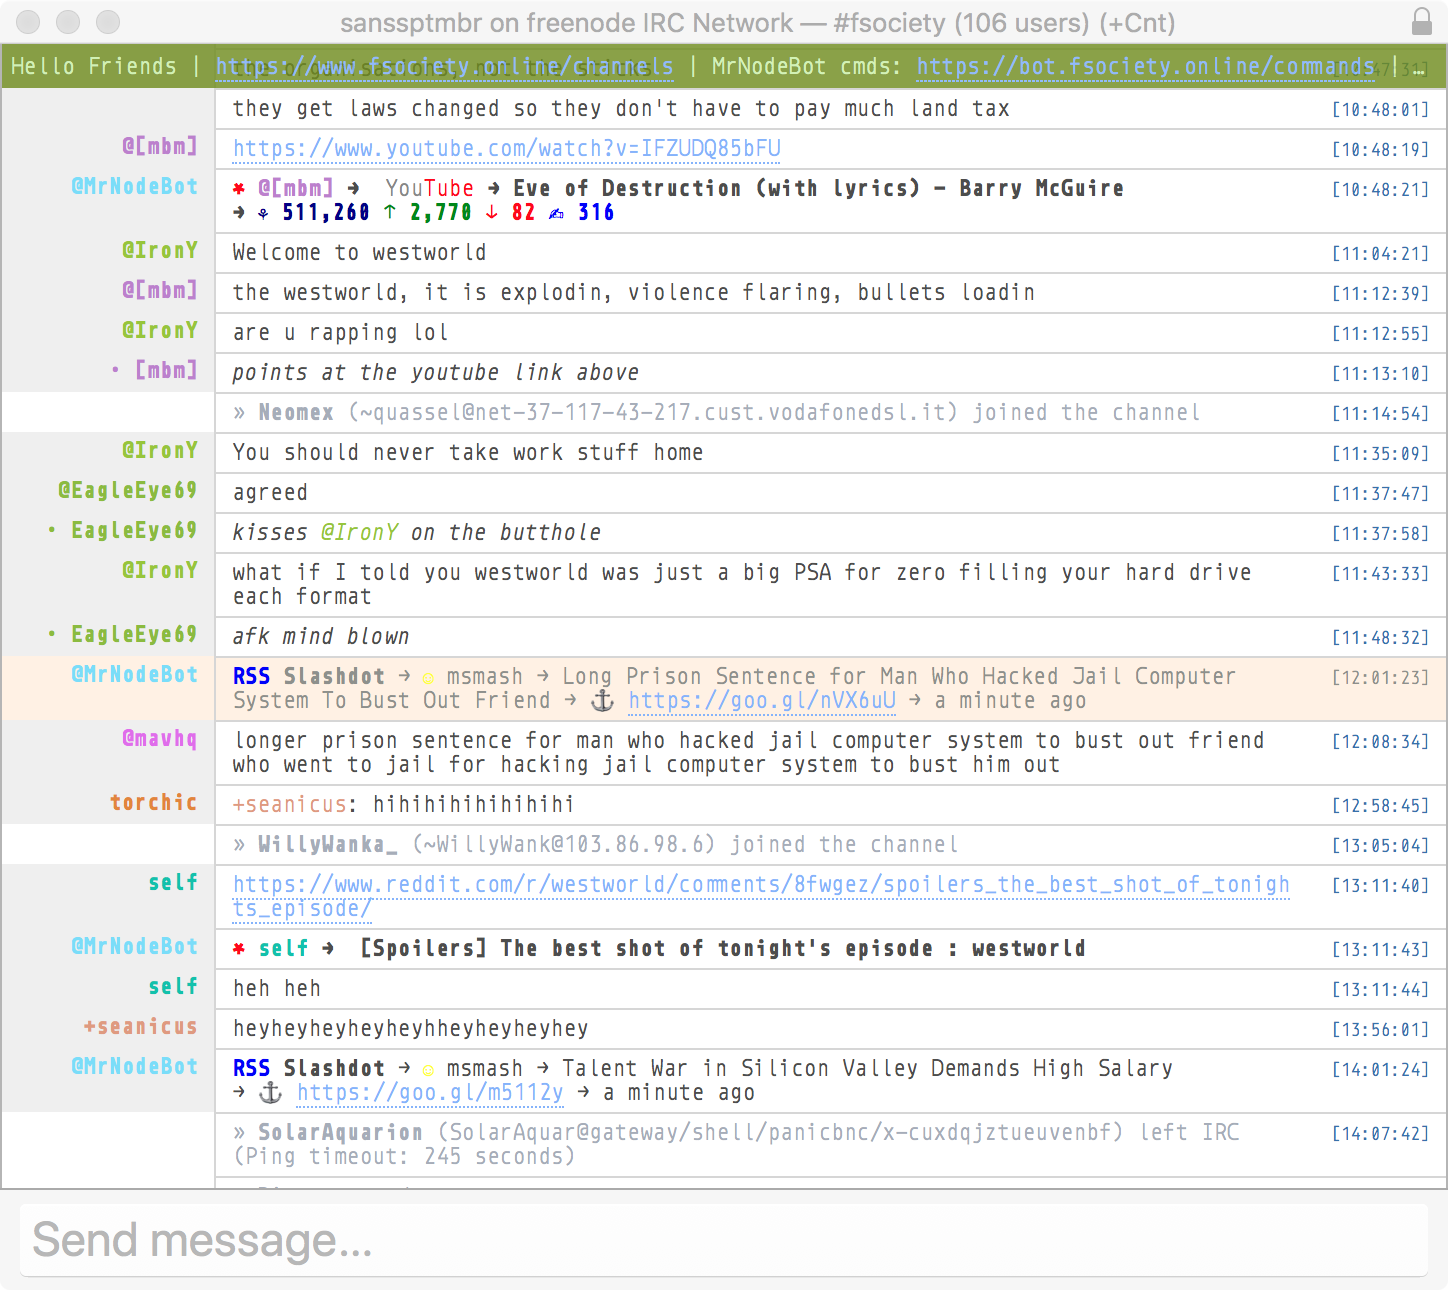 sanssptmbr on freenode IRC Network — #fsociety (106 users) (+Cnt)
Hello Friends | https://www.fsociety.online/channels | MrNodeBot cmds: https://bot.fsociety.online/commands | …
they get laws changed so they don't have to pay much land tax [10:48:01]
@[mbm] https://www.youtube.com/watch?v=IFZUDQ85bFU [10:48:19]
@MrNodeBot ✖ @[mbm] → YouTube → Eve of Destruction (with lyrics) - Barry McGuire [10:48:21]
→ ⚘ 511,260 ↑ 2,770 ↓ 82 ✍ 316
@IronY Welcome to westworld [11:04:21]
@[mbm] the westworld, it is explodin, violence flaring, bullets loadin [11:12:39]
@IronY are u rapping lol [11:12:55]
• [mbm] points at the youtube link above [11:13:10]
» Neomex (~quassel@net-37-117-43-217.cust.vodafonedsl.it) joined the channel [11:14:54]
@IronY You should never take work stuff home [11:35:09]
@EagleEye69 agreed [11:37:47]
• EagleEye69 kisses @IronY on the butthole [11:37:58]
@IronY what if I told you westworld was just a big PSA for zero filling your hard drive [11:43:33]
each format
• EagleEye69 afk mind blown [11:48:32]
@MrNodeBot RSS Slashdot → ☺ msmash → Long Prison Sentence for Man Who Hacked Jail Computer [12:01:23]
System To Bust Out Friend → ⚓ https://goo.gl/nVX6uU → a minute ago
@mavhq longer prison sentence for man who hacked jail computer system to bust out friend [12:08:34]
who went to jail for hacking jail computer system to bust him out
torchic +seanicus: hihihihihihihihi [12:58:45]
» WillyWanka_ (~WillyWank@103.86.98.6) joined the channel [13:05:04]
self https://www.reddit.com/r/westworld/comments/8fwgez/spoilers_the_best_shot_of_tonigh [13:11:40]
ts_episode/
@MrNodeBot ✖ self → [Spoilers] The best shot of tonight's episode : westworld [13:11:43]
self heh heh [13:11:44]
+seanicus heyheyheyheyheyhheyheyheyhey [13:56:01]
@MrNodeBot RSS Slashdot → ☺ msmash → Talent War in Silicon Valley Demands High Salary [14:01:24]
→ ⚓ https://goo.gl/m5112y → a minute ago
» SolarAquarion (SolarAquar@gateway/shell/panicbnc/x-cuxdqjztueuvenbf) left IRC [14:07:42]
(Ping timeout: 245 seconds)
Send message...